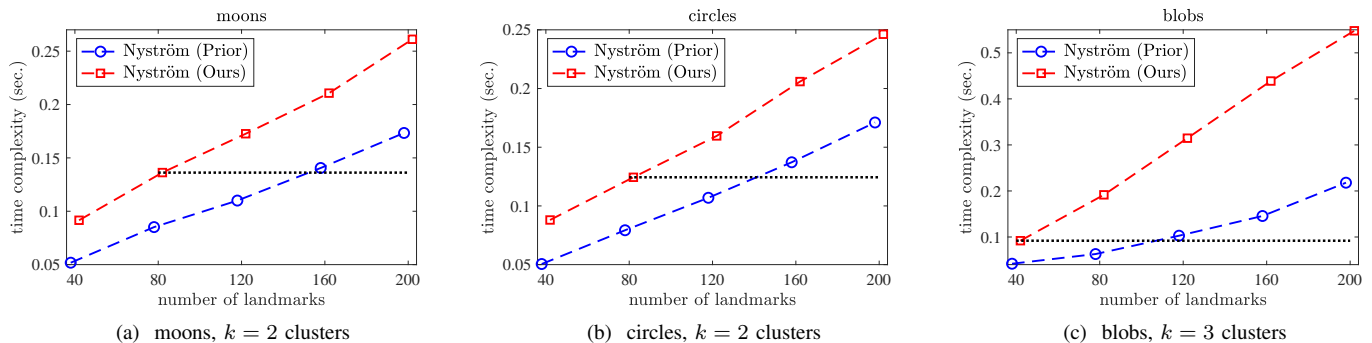 moons
time complexity (sec.)
0.25
0.2
0.15
0.1
0.05
Nyström (Prior)
Nyström (Ours)
40 80 120 160 200
number of landmarks
(a) moons, k = 2 clusters
circles
time complexity (sec.)
0.25
0.2
0.15
0.1
0.05
Nyström (Prior)
Nyström (Ours)
40 80 120 160 200
number of landmarks
(b) circles, k = 2 clusters
blobs
time complexity (sec.)
0.5
0.4
0.3
0.2
0.1
Nyström (Prior)
Nyström (Ours)
40 80 120 160 200
number of landmarks
(c) blobs, k = 3 clusters